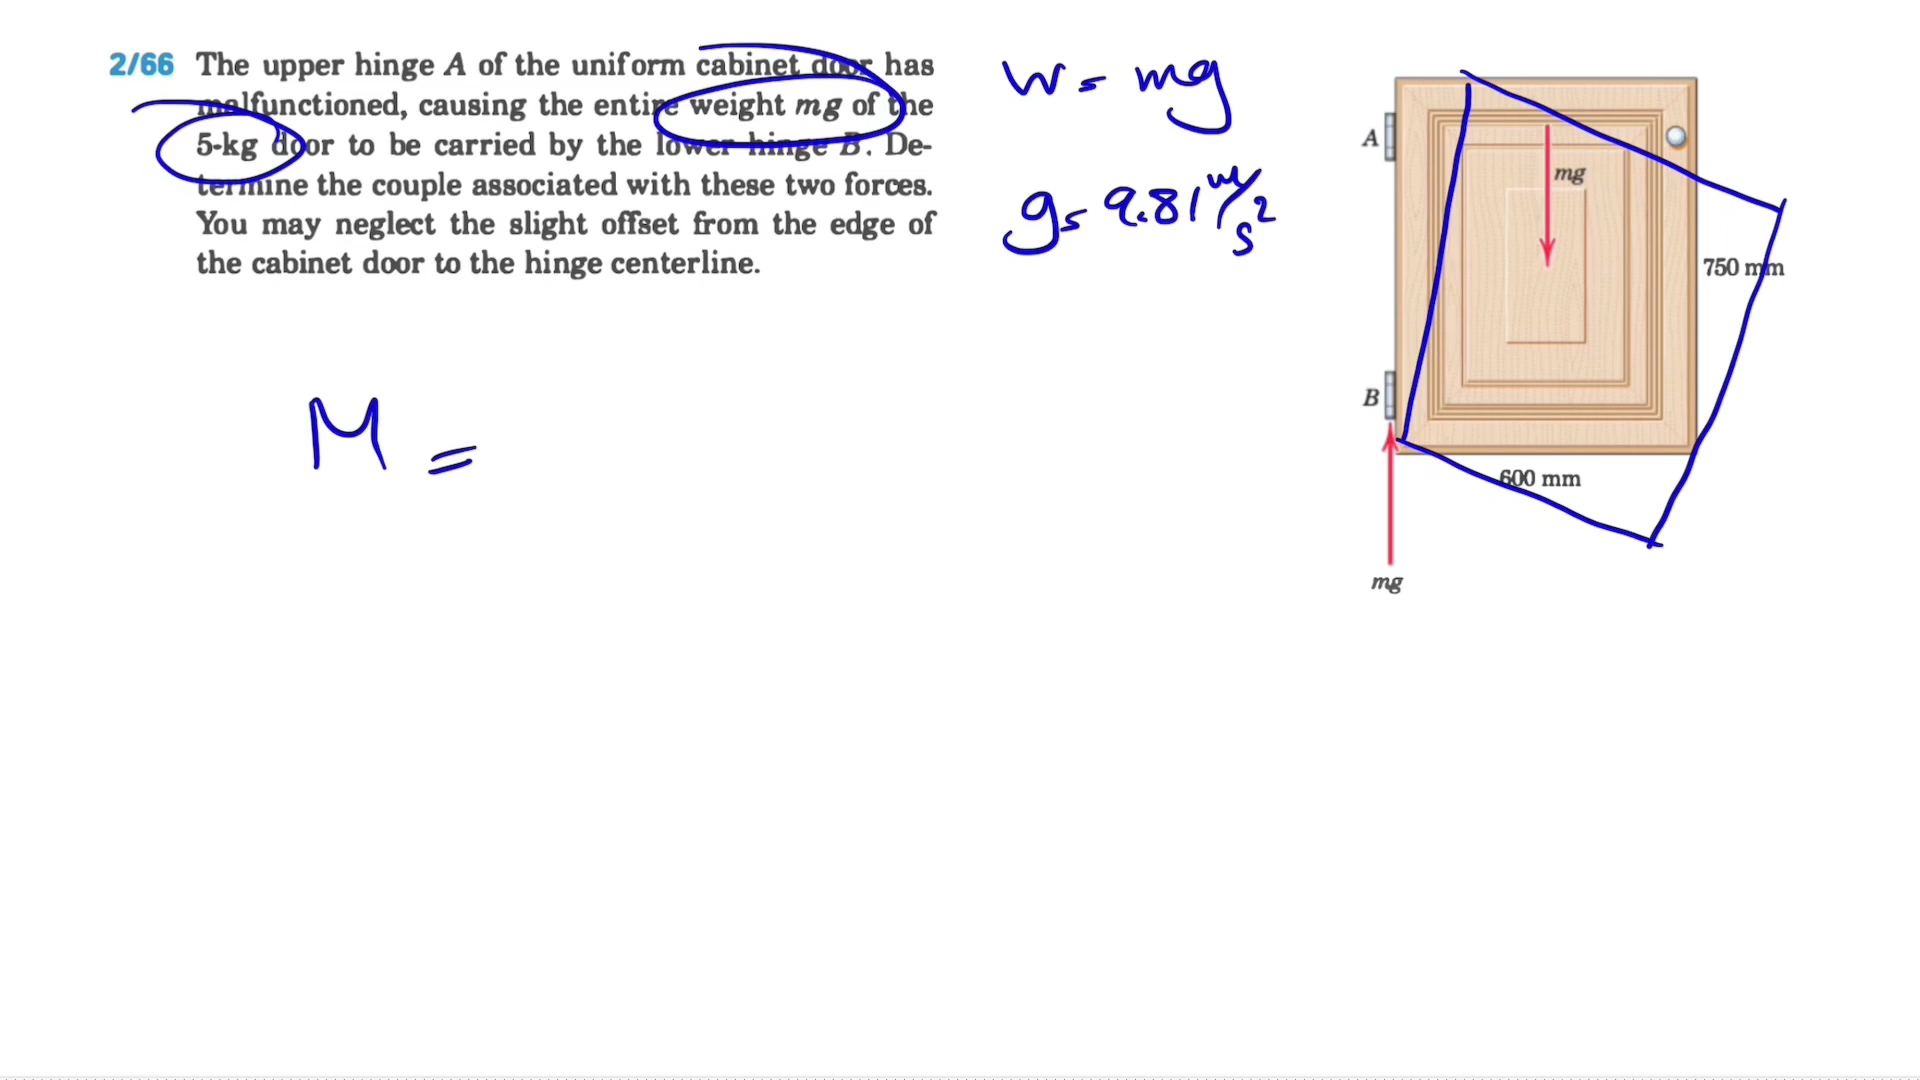 2/66 The upper hinge A of the uniform cabinet door has
malfunctioned, causing the entire weight mg of the
5-kg door to be carried by the lower hinge B. De-
termine the couple associated with these two forces.
You may neglect the slight offset from the edge of
the cabinet door to the hinge centerline.
W = mg
g = 9.81 m/s²
M =
A
mg
750 mm
B
600 mm
mg